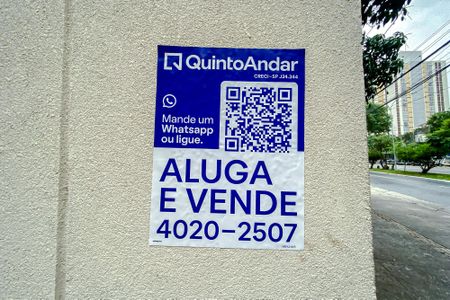 QuintoAndar
CRECI-SP J24.344
Mande um
Whatsapp
ou ligue.
ALUGA
E VENDE
4020-2507